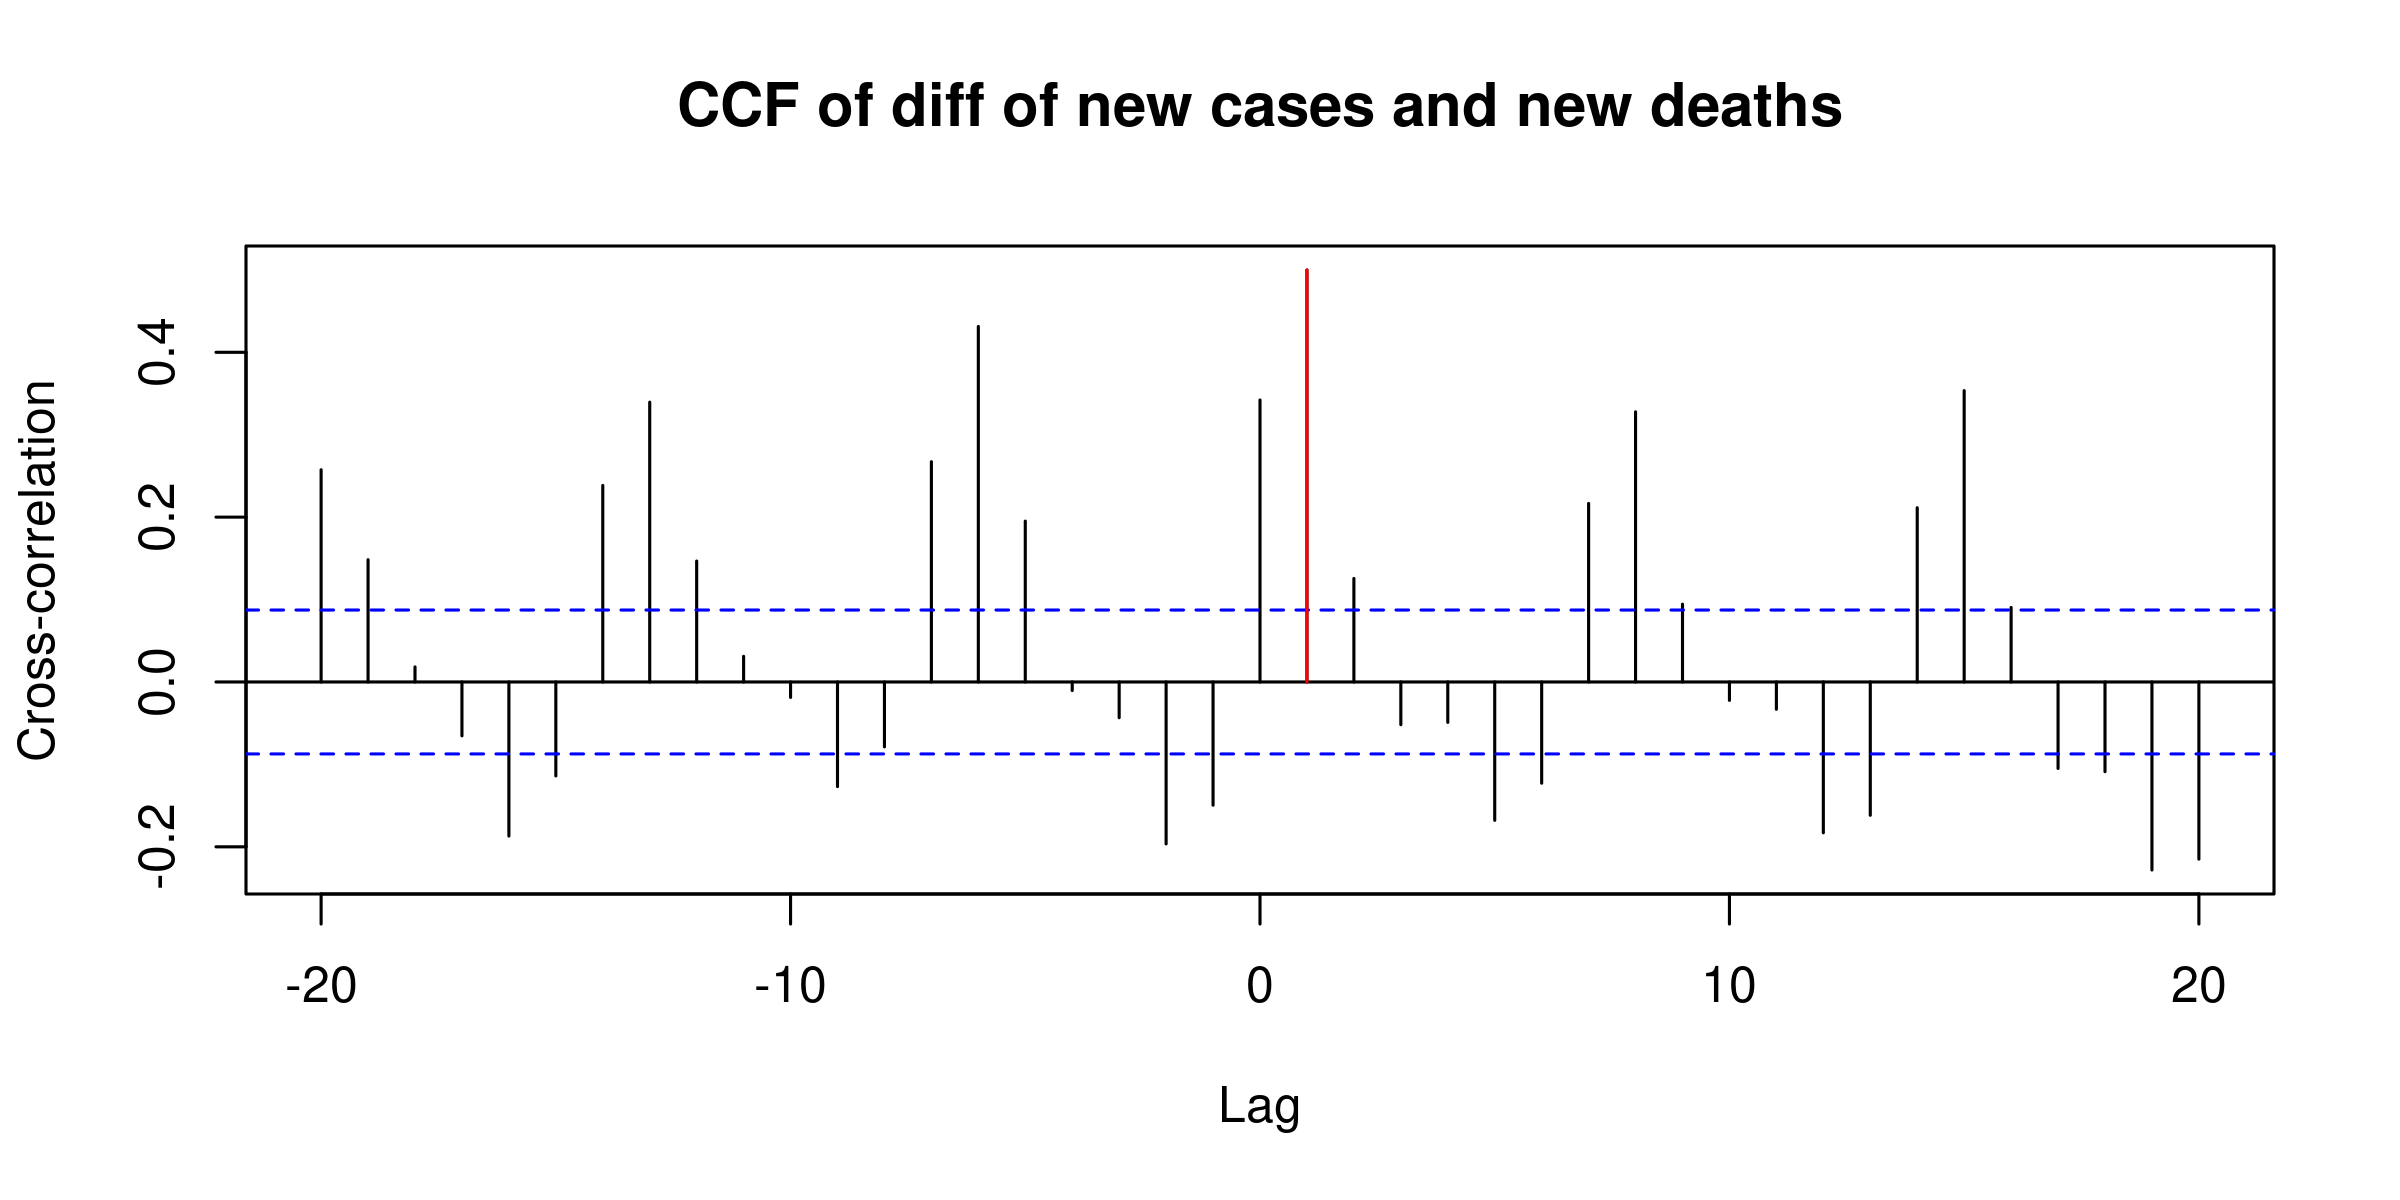 CCF of diff of new cases and new deaths
Cross-correlation
0.4
0.2
0.0
-0.2
-20 -10 0 10 20
Lag